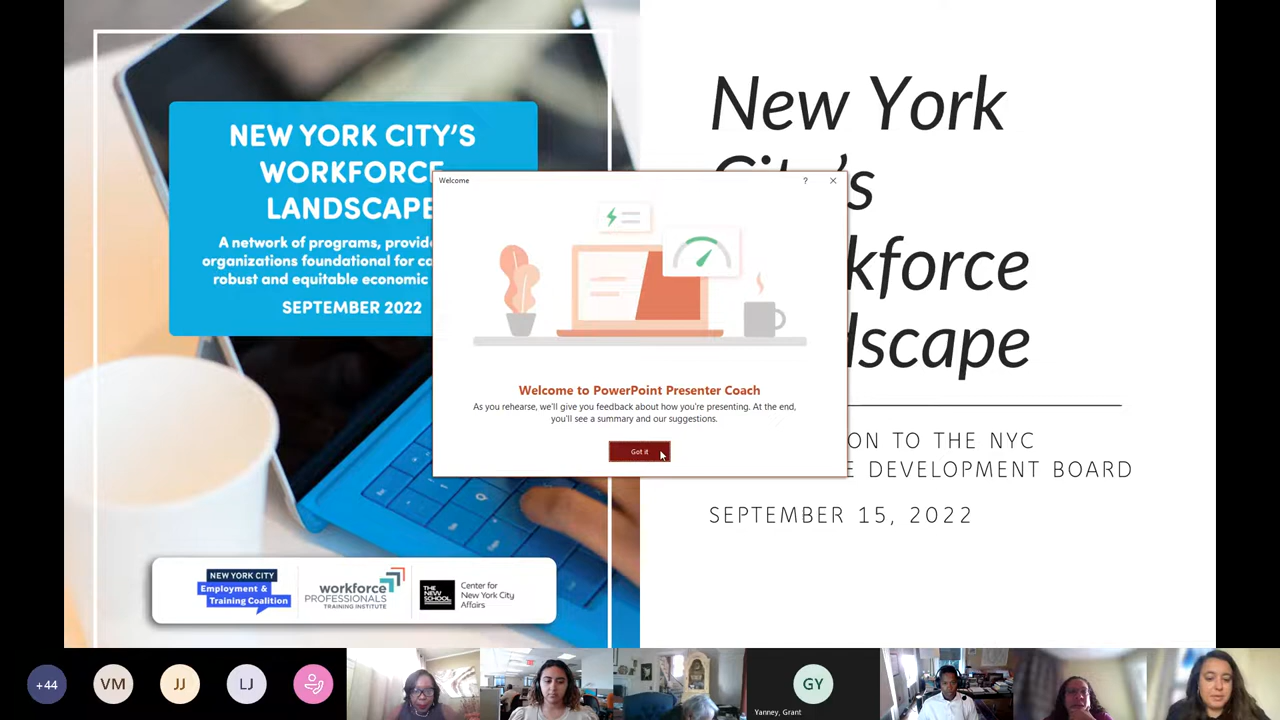 NEW YORK CITY'S
WORKFORCE
LANDSCAPE
A network of programs, provide
organizations foundational for ca
robust and equitable economic
SEPTEMBER 2022
NEW YORK CITY
Employment &
Training Coalition
workforce
PROFESSIONALS
TRAINING INSTITUTE
THE
NEW
SCHOOL
Center for
New York City
Affairs
New York
City's
kforce
dscape
ON TO THE NYC
E DEVELOPMENT BOARD
SEPTEMBER 15, 2022
Welcome
?
Welcome to PowerPoint Presenter Coach
As you rehearse, we'll give you feedback about how you're presenting. At the end,
you'll see a summary and our suggestions.
Got it
+44
VM
JJ
LJ
GY
Yanney, Grant